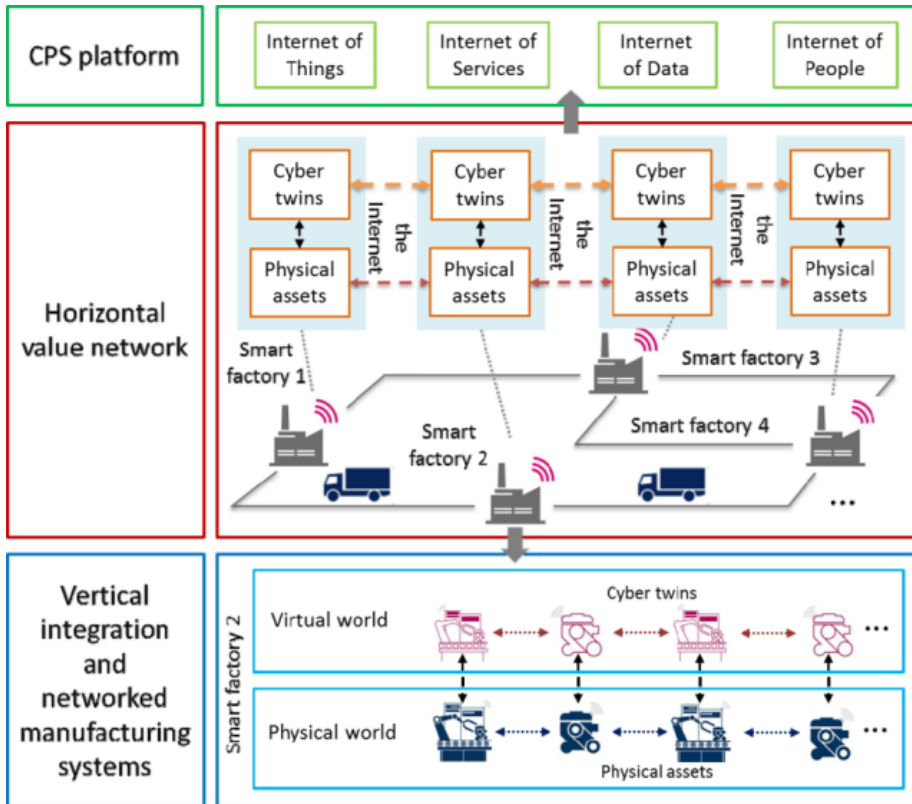 CPS platform
Internet of
Things
Internet of
Services
Internet
of Data
Internet of
People
Horizontal
value network
Cyber
twins
Cyber
twins
Cyber
twins
Cyber
twins
the
Internet
the
Internet
the
Internet
Physical
assets
Physical
assets
Physical
assets
Physical
assets
Smart
factory 1
Smart
factory 2
Smart factory 3
Smart factory 4
...
Vertical
integration
and
networked
manufacturing
systems
Smart factory 2
Virtual world
Cyber twins
...
Physical world
Physical assets
...